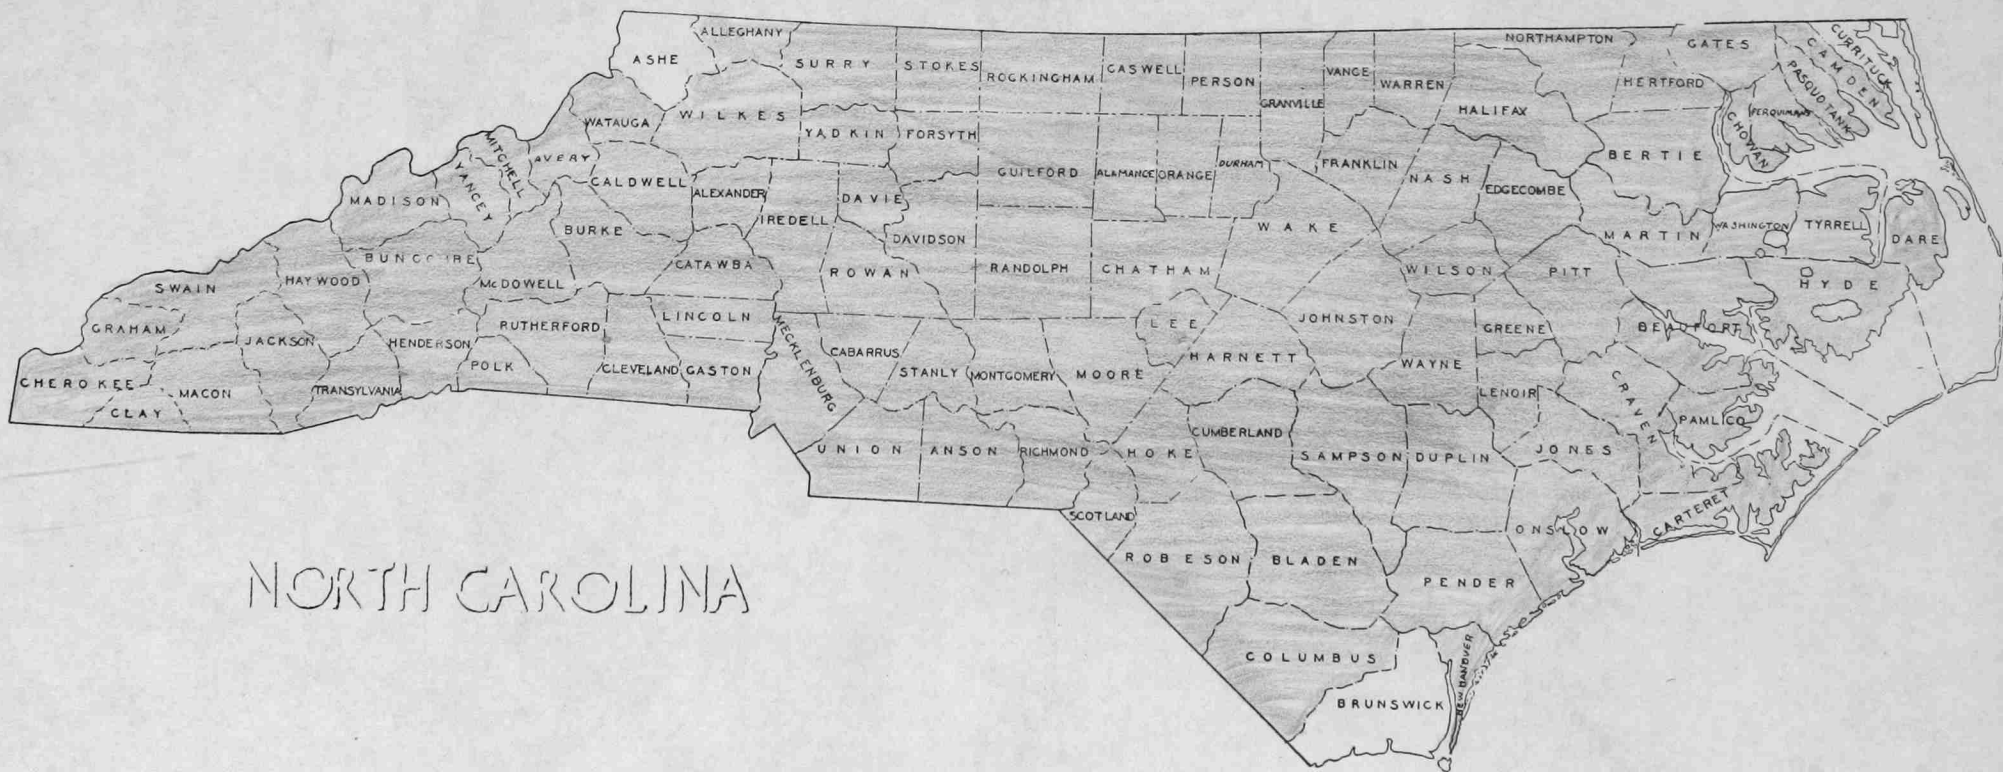 ALLEGHANY
ASHE
SURRY
STOKES
ROCKINGHAM
CASWELL
PERSON
GRANVILLE
VANCE
WARREN
NORTHAMPTON
GATES
HERTFORD
HALIFAX
CURRITUCK
CAMDEN
PASQUOTANK
PERQUIMANS
CHOWAN
WATAUGA
WILKES
YADKIN
FORSYTH
GUILFORD
ALAMANCE
ORANGE
DURHAM
FRANKLIN
NASH
EDGECOMBE
BERTIE
MITCHELL
YANCEY
AVERY
CALDWELL
ALEXANDER
IREDELL
DAVIE
DAVIDSON
MADISON
BURKE
WAKE
MARTIN
WASHINGTON
TYRRELL
DARE
HAYWOOD
McDOWELL
CATAWBA
ROWAN
RANDOLPH
CHATHAM
WILSON
PITT
HYDE
SWAIN
GRAHAM
JACKSON
HENDERSON
RUTHERFORD
LINCOLN
MECKLENBURG
CABARRUS
STANLY
MONTGOMERY
MOORE
LEE
HARNETT
JOHNSTON
WAYNE
GREENE
BEAUFORT
CHEROKEE
CLAY
MACON
TRANSYLVANIA
POLK
CLEVELAND
GASTON
LENOIR
CRAVEN
PAMLICO
UNION
ANSON
RICHMOND
HOKE
CUMBERLAND
SAMPSON
DUPLIN
JONES
SCOTLAND
ROBESON
BLADEN
PENDER
ONSLOW
CARTERET
COLUMBUS
BRUNSWICK
NEW HANOVER
NORTH CAROLINA